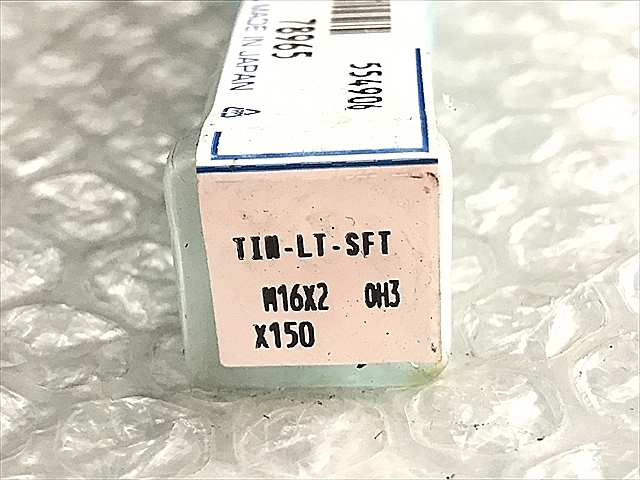 MADE IN JAPAN
78965
554906
TIN-LT-SFT
M16X2 OH3
X150